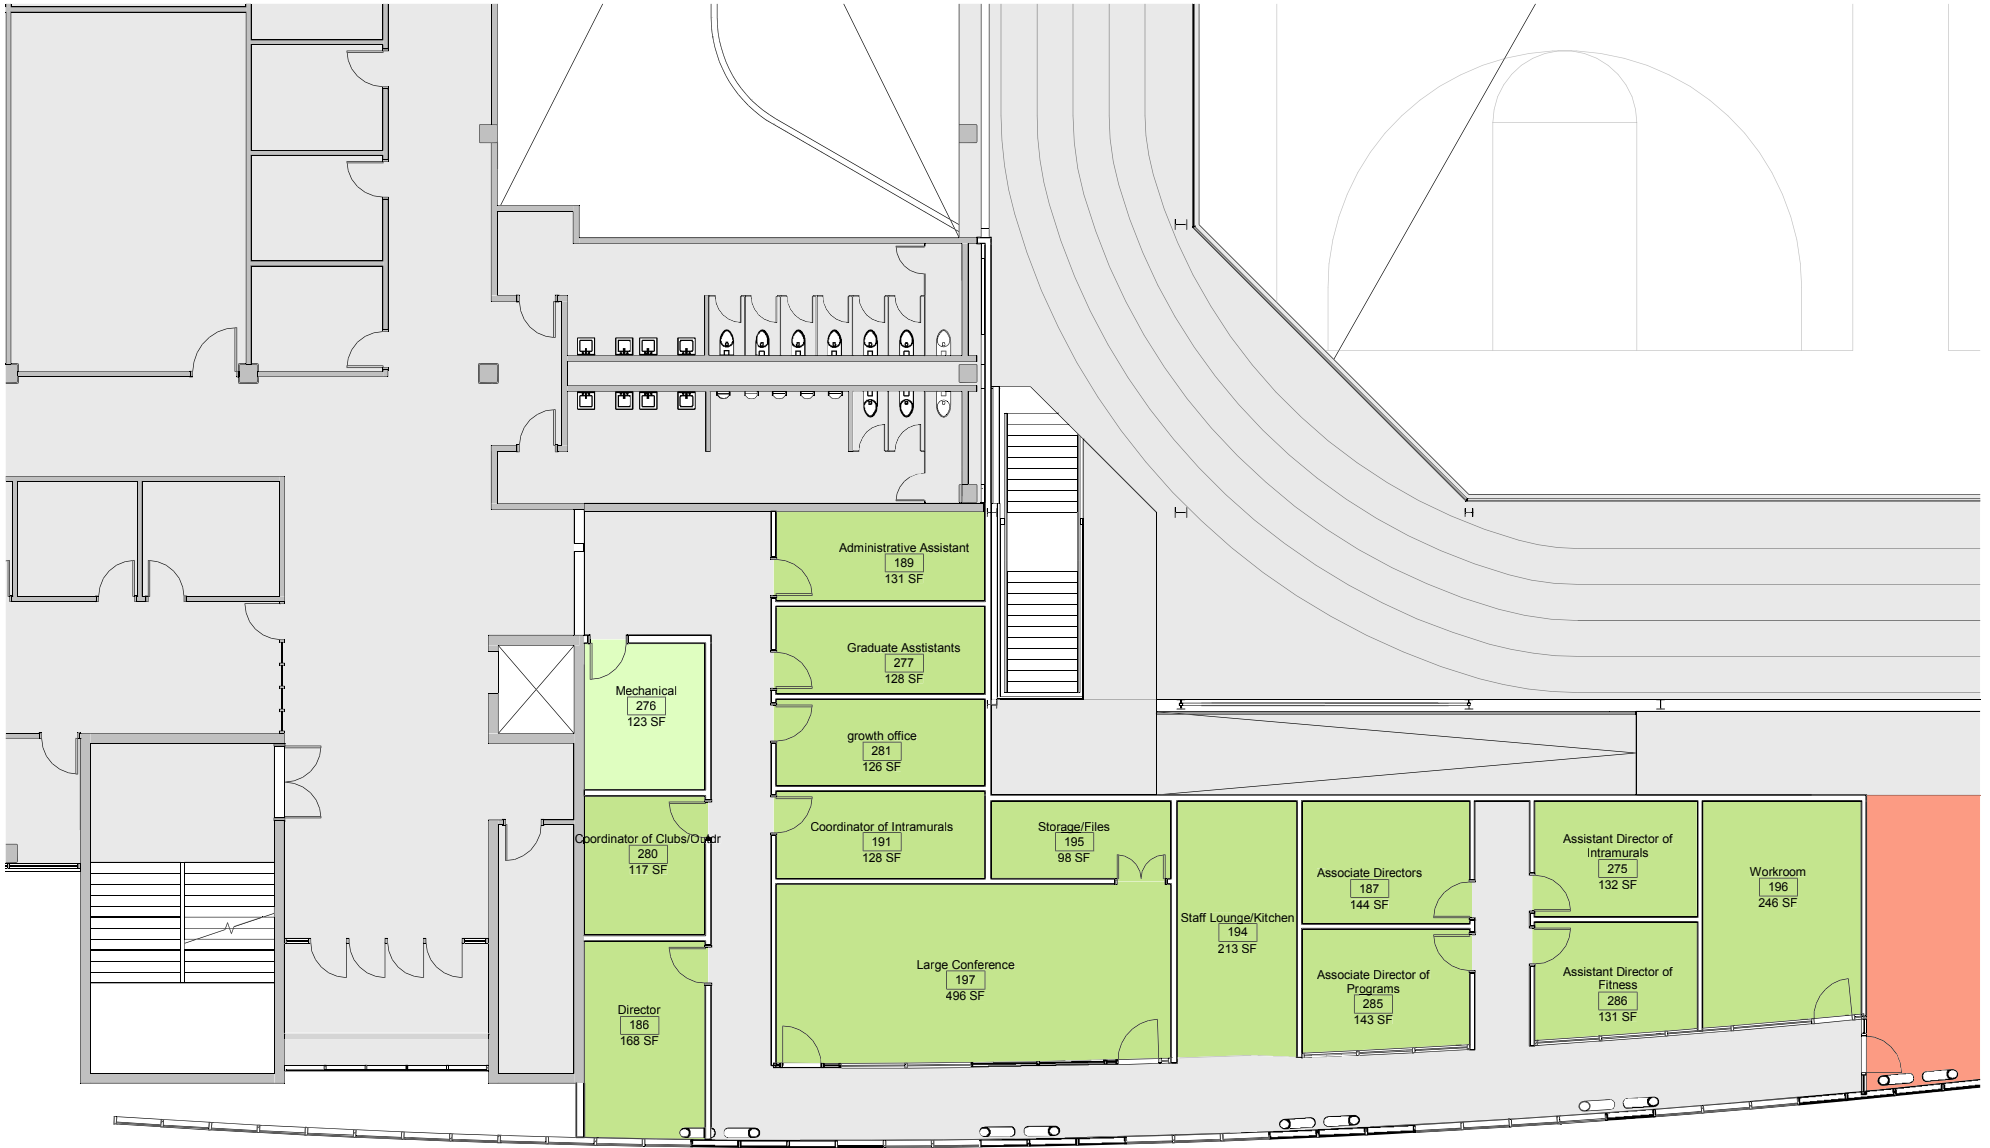 Administrative Assistant
189
131 SF
Graduate Asstistants
277
128 SF
Mechanical
276
123 SF
growth office
281
126 SF
Coordinator of Clubs/Outdr
280
117 SF
Coordinator of Intramurals
191
128 SF
Storage/Files
195
98 SF
Staff Lounge/Kitchen
194
213 SF
Associate Directors
187
144 SF
Assistant Director of
Intramurals
275
132 SF
Workroom
196
246 SF
Director
186
168 SF
Large Conference
197
496 SF
Associate Director of
Programs
285
143 SF
Assistant Director of
Fitness
286
131 SF